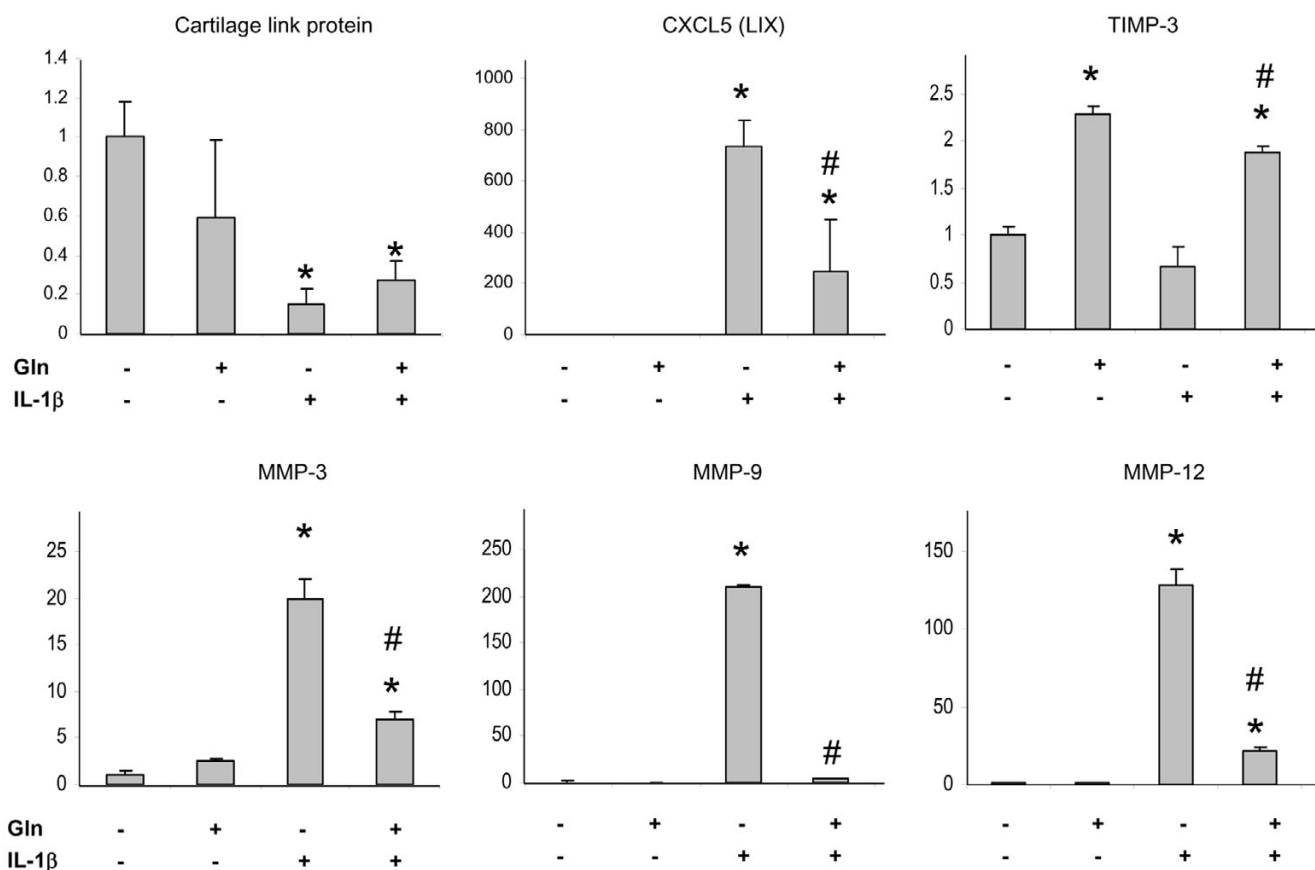 Cartilage link protein
1.4
1.2
1
0.8
0.6
0.4
0.2
0
* *
Gln - + - +
IL-1β - - + +
CXCL5 (LIX)
1000
800
600
400
200
0
* # *
- + - +
- - + +
TIMP-3
2.5
2
1.5
1
0.5
0
* # *
- + - +
- - + +
MMP-3
25
20
15
10
5
0
* # *
Gln - + - +
IL-1β - - + +
MMP-9
250
200
150
100
50
0
* #
- + - +
- - + +
MMP-12
150
100
50
0
* # *
- + - +
- - + +